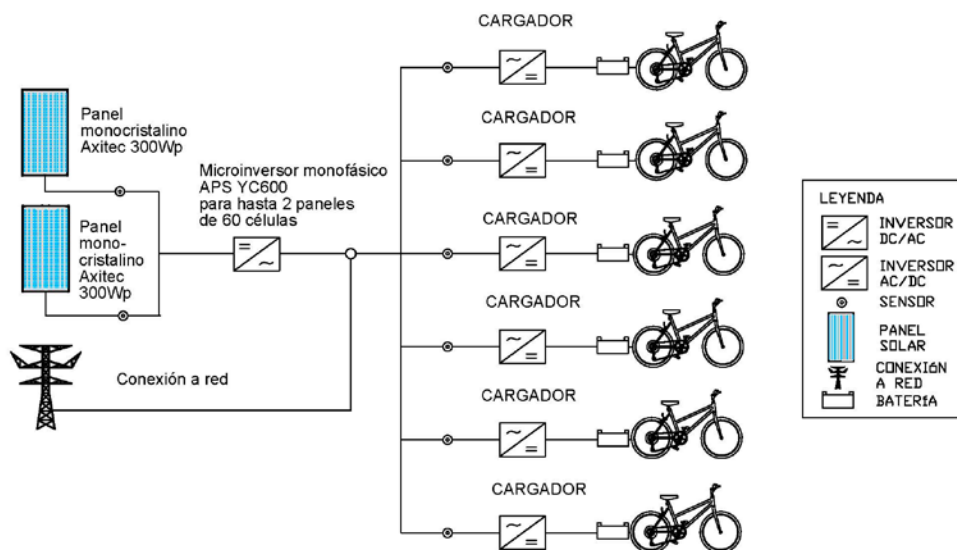 CARGADOR
Panel
monocristalino
Axitec 300Wp
Panel
mono-
cristalino
Axitec
300Wp
Microinversor monofásico
APS YC600
para hasta 2 paneles
de 60 células
Conexión a red
CARGADOR
CARGADOR
CARGADOR
CARGADOR
CARGADOR
LEYENDA
INVERSOR
DC/AC
INVERSOR
AC/DC
SENSOR
PANEL
SOLAR
CONEXIÓN
A RED
BATERÍA